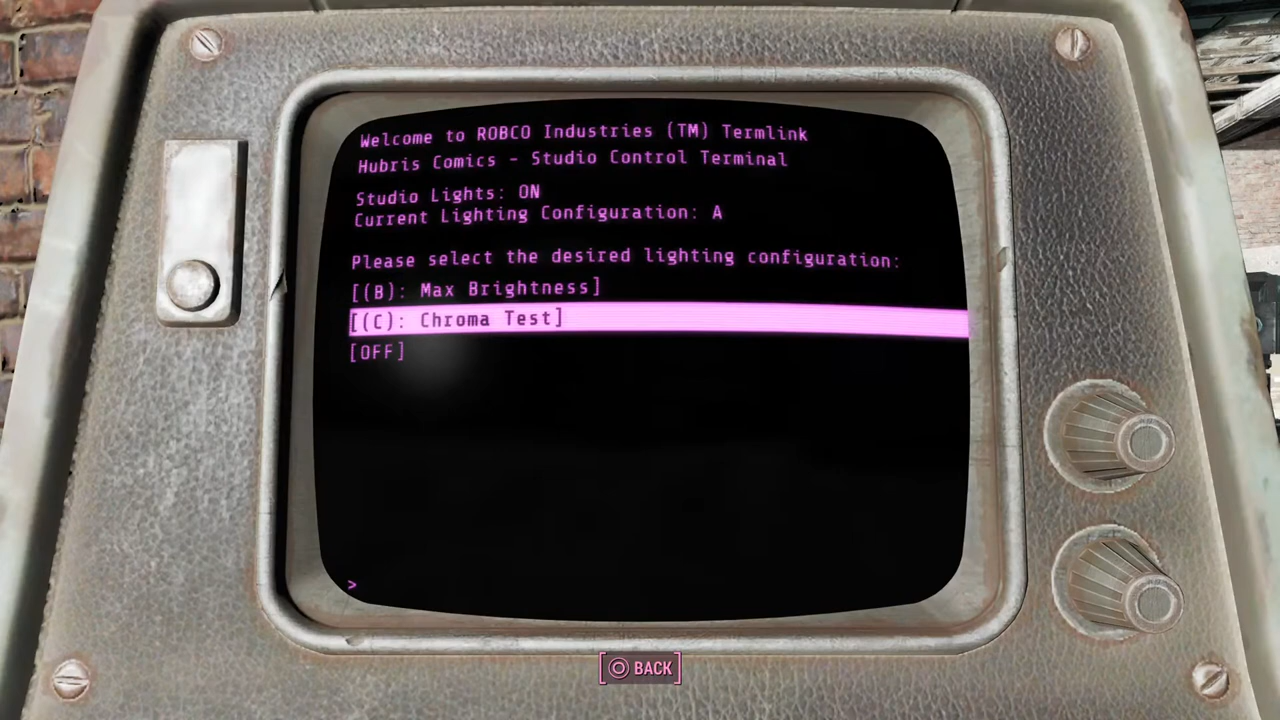 Welcome to ROBCO Industries (TM) Termlink
Hubris Comics - Studio Control Terminal
Studio Lights: ON
Current Lighting Configuration: A
Please select the desired lighting configuration:
[(B): Max Brightness]
[(C): Chroma Test]
[OFF]
>
BACK